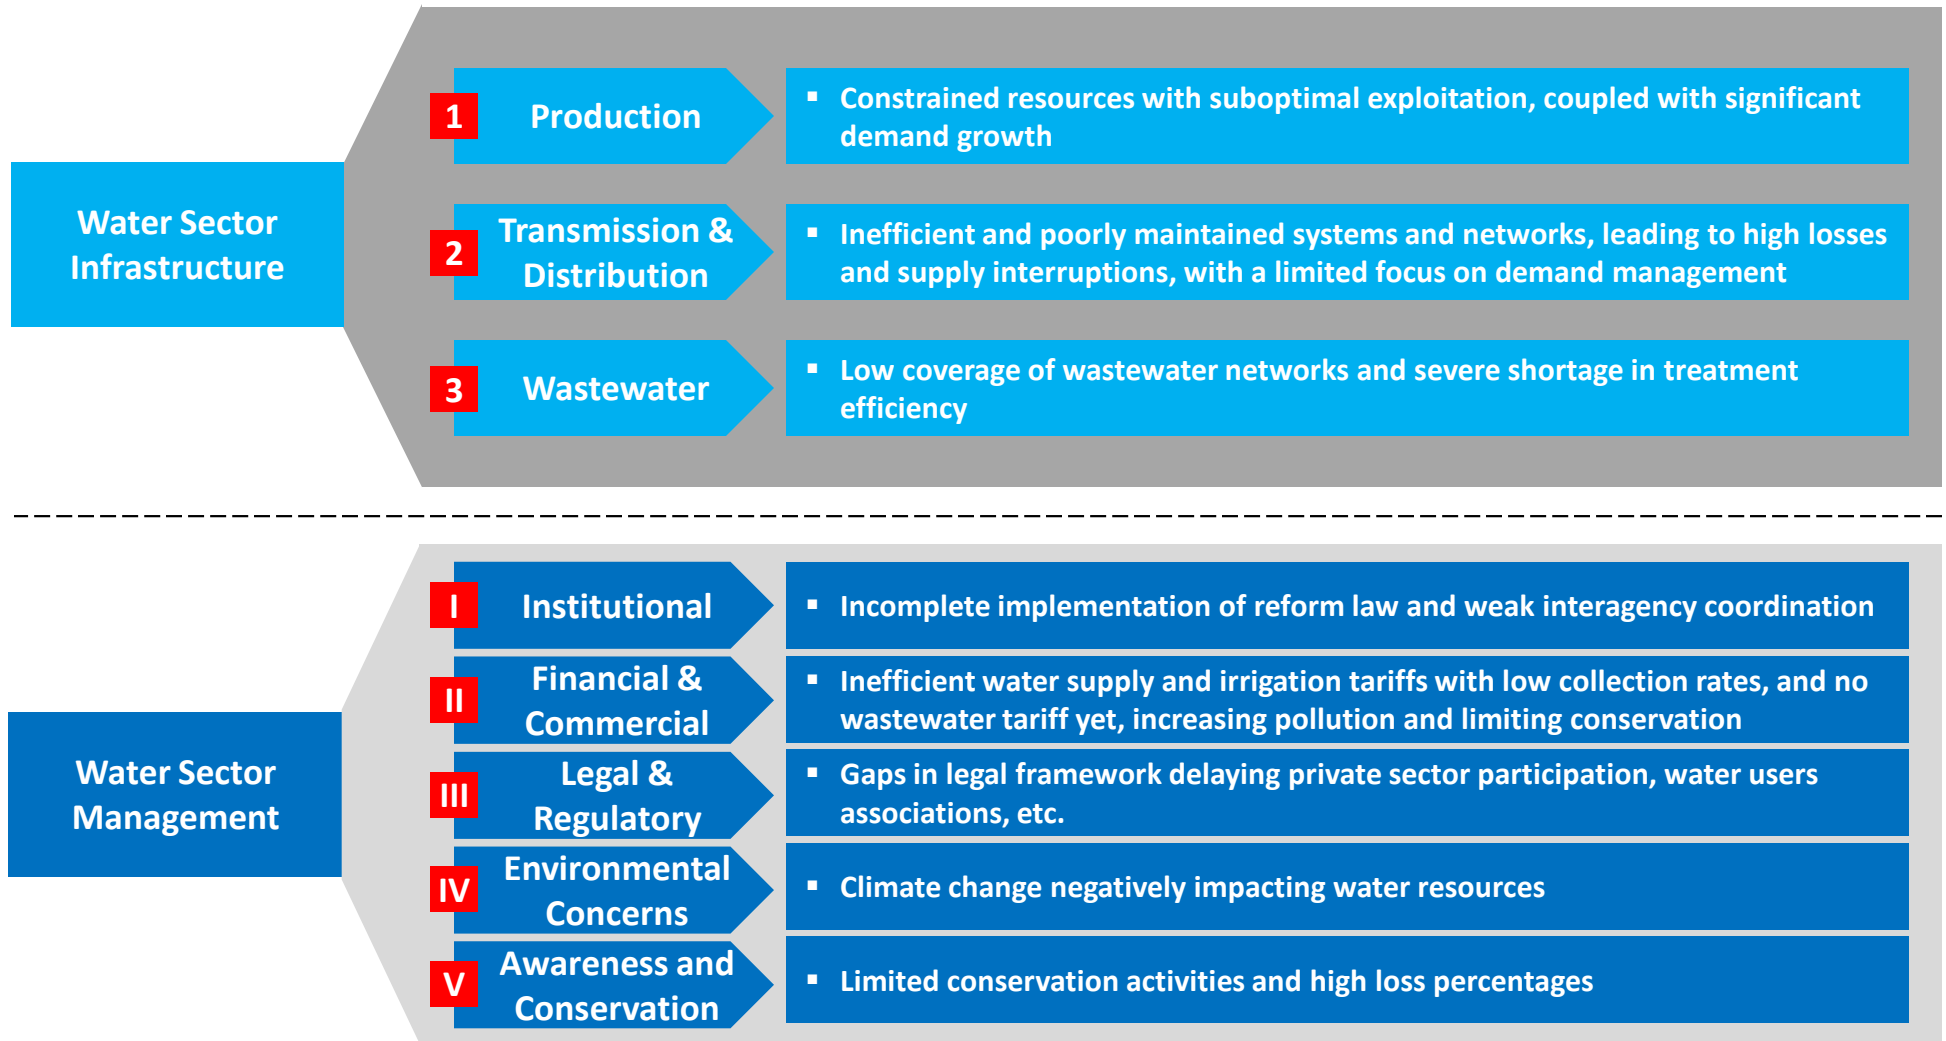 Water Sector
Infrastructure
1
Production
▪ Constrained resources with suboptimal exploitation, coupled with significant
demand growth
2
Transmission &
Distribution
▪ Inefficient and poorly maintained systems and networks, leading to high losses
and supply interruptions, with a limited focus on demand management
3
Wastewater
▪ Low coverage of wastewater networks and severe shortage in treatment
efficiency
Water Sector
Management
I
Institutional
▪ Incomplete implementation of reform law and weak interagency coordination
II
Financial &
Commercial
▪ Inefficient water supply and irrigation tariffs with low collection rates, and no
wastewater tariff yet, increasing pollution and limiting conservation
III
Legal &
Regulatory
▪ Gaps in legal framework delaying private sector participation, water users
associations, etc.
IV
Environmental
Concerns
▪ Climate change negatively impacting water resources
V
Awareness and
Conservation
▪ Limited conservation activities and high loss percentages